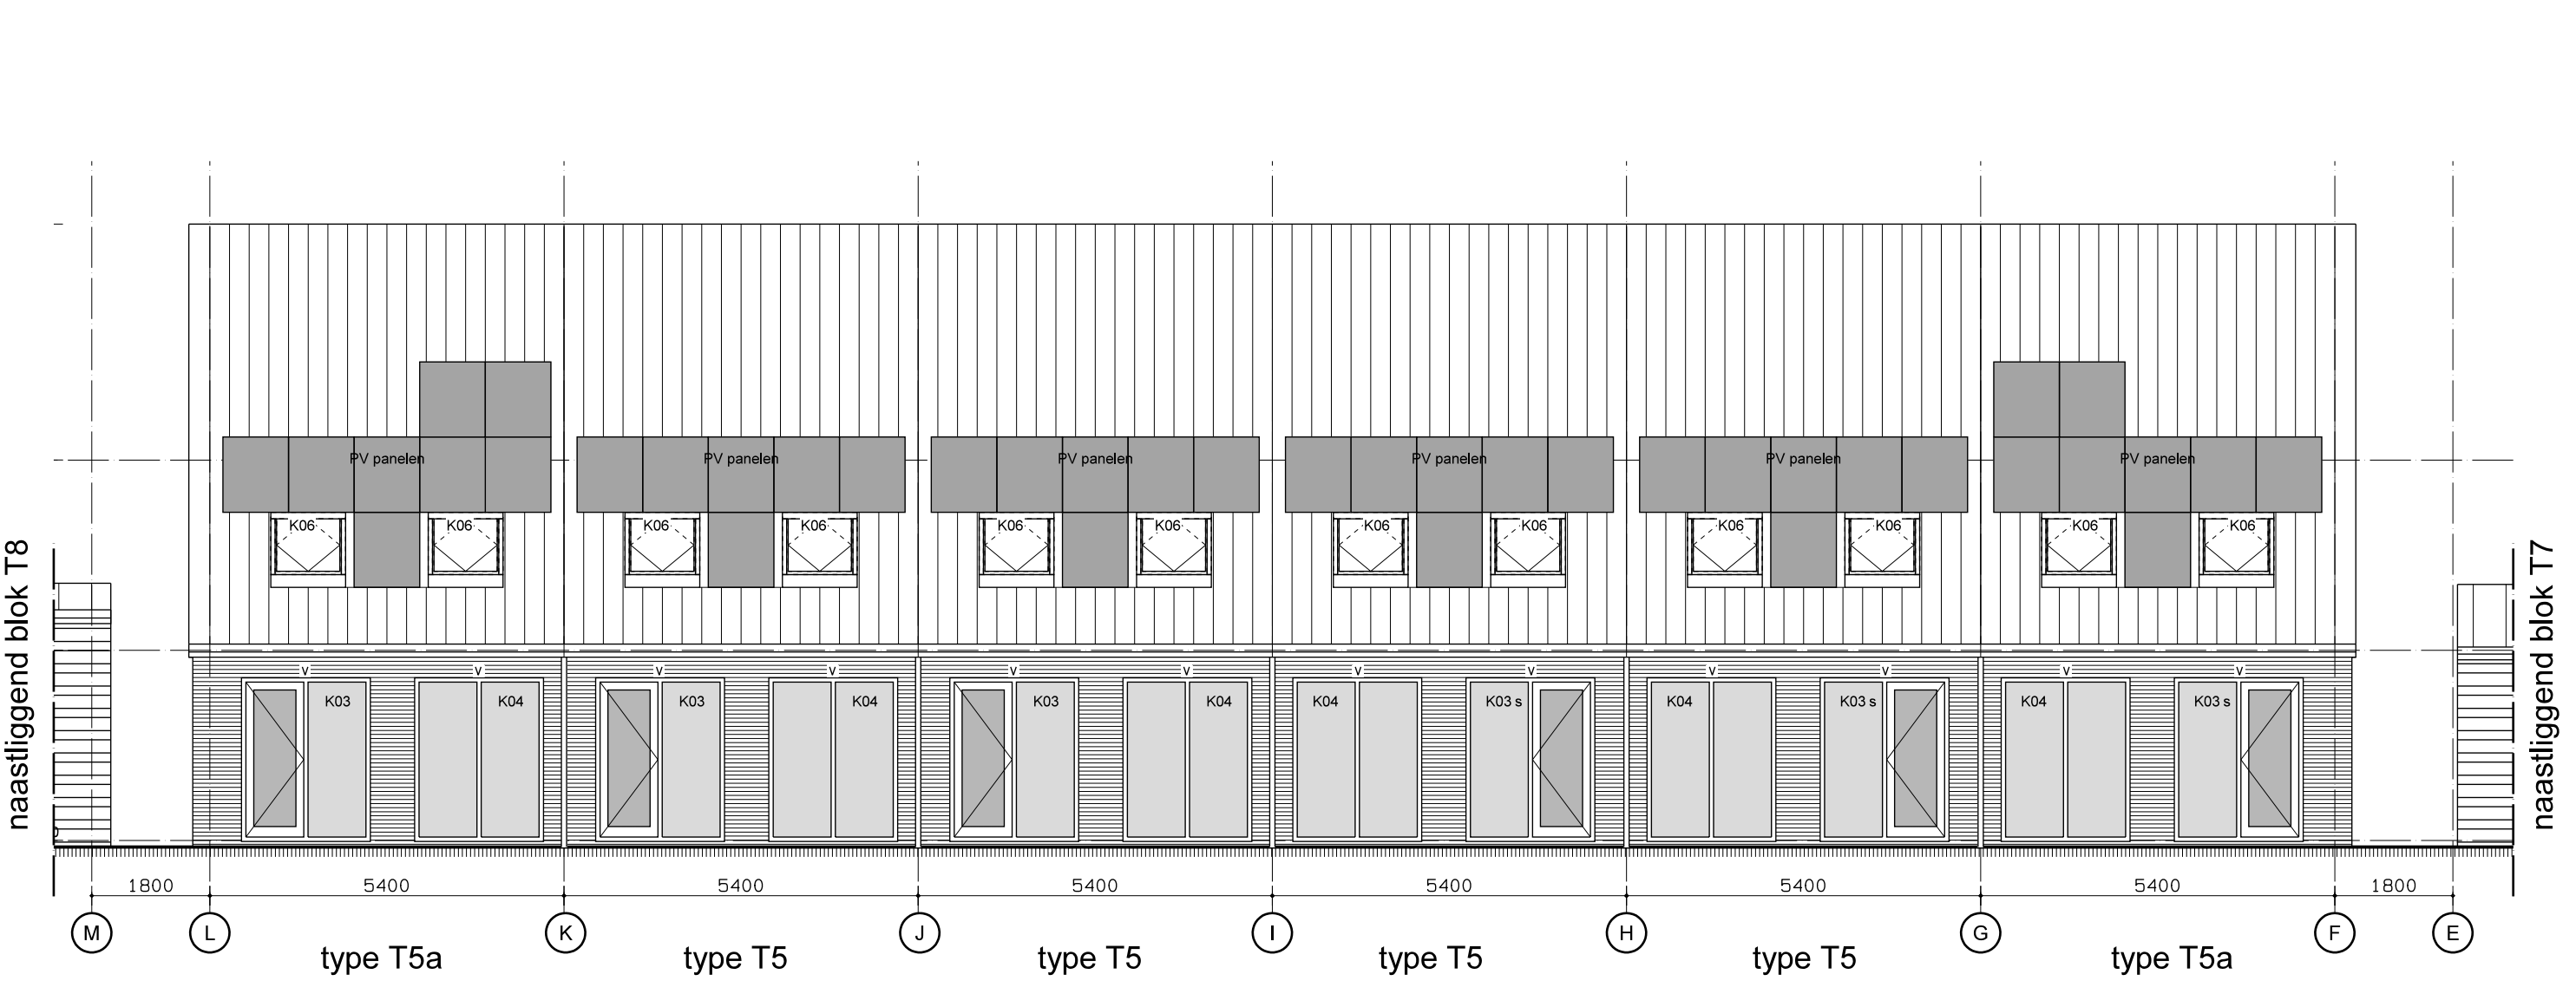 PV panelen PV panelen PV panelen PV panelen PV panelen PV panelen
K06 K06 K06 K06 K06 K06 K06 K06 K06 K06 K06 K06
naastliggend blok T8
naastliggend blok T7
V V V V V V V V V V V V
K03 K04 K03 K04 K03 K04 K04 K03 s K04 K03 s K04 K03 s
1800 5400 5400 5400 5400 5400 5400 1800
M L K J I H G F E
type T5a type T5 type T5 type T5 type T5 type T5a